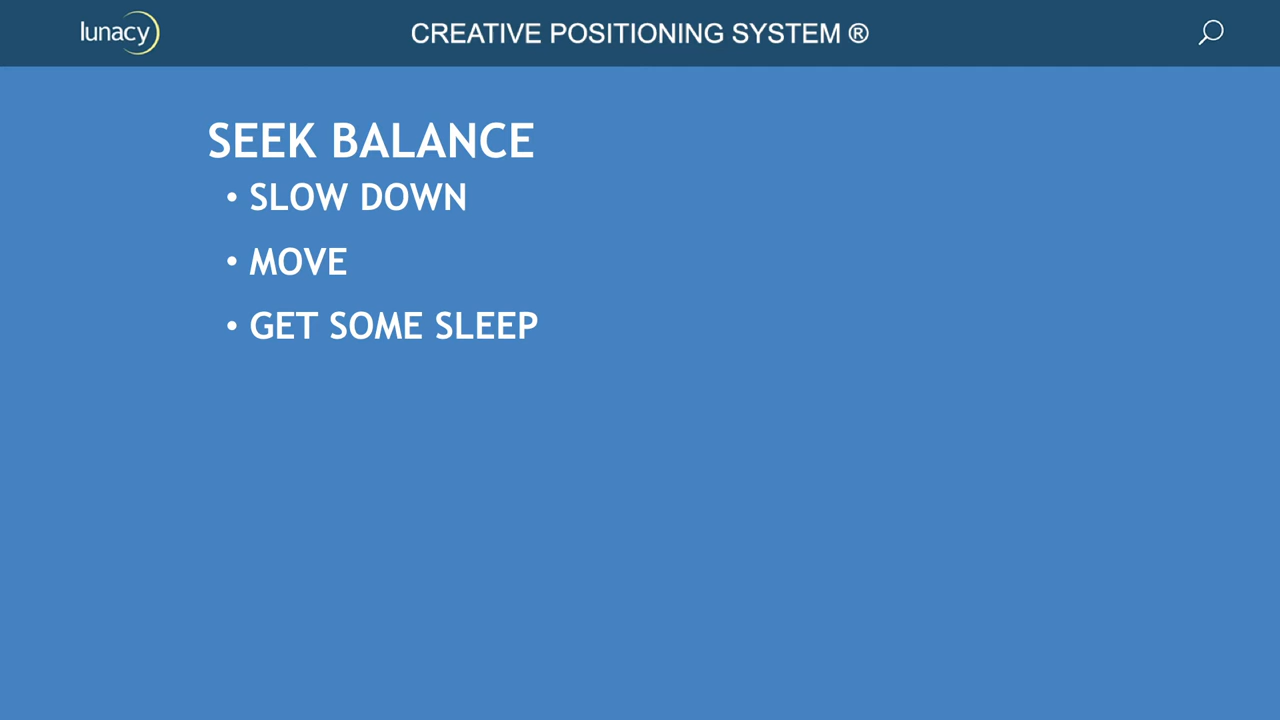 lunacy
CREATIVE POSITIONING SYSTEM ®
SEEK BALANCE
• SLOW DOWN
• MOVE
• GET SOME SLEEP